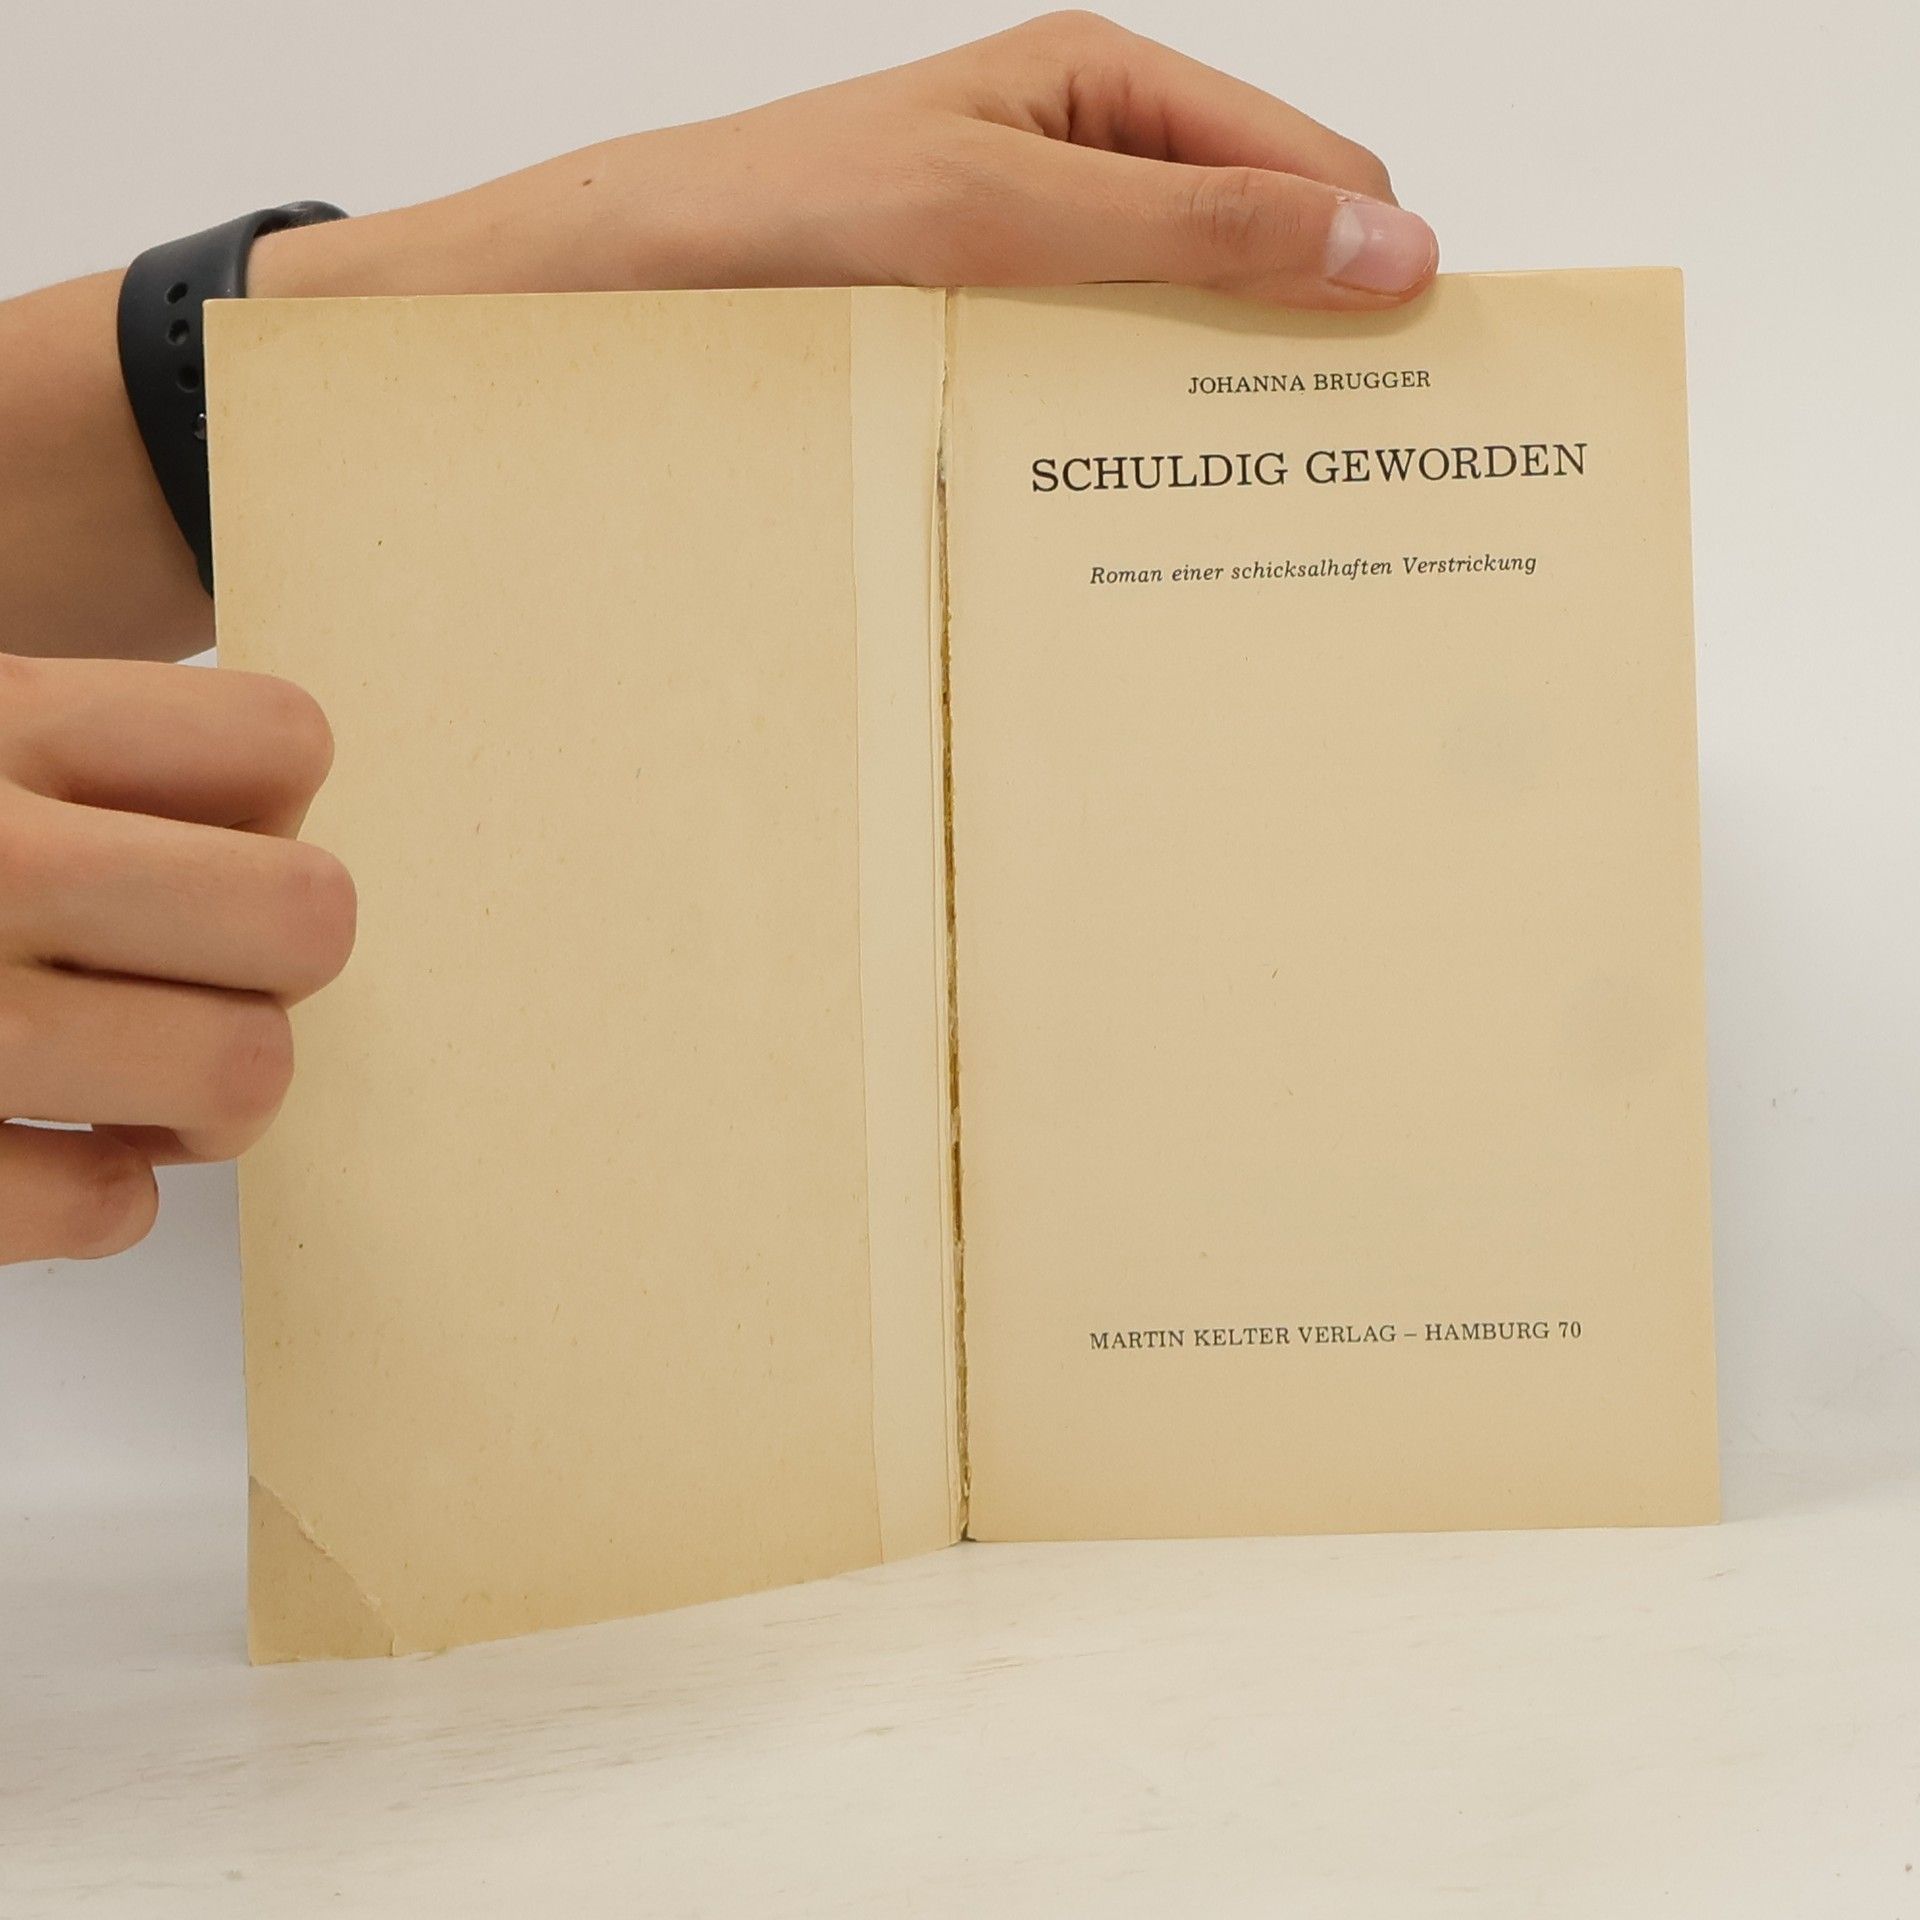 JOHANNA BRUGGER
SCHULDIG GEWORDEN
Roman einer schicksalhaften Verstrickung
MARTIN KELTER VERLAG – HAMBURG 70